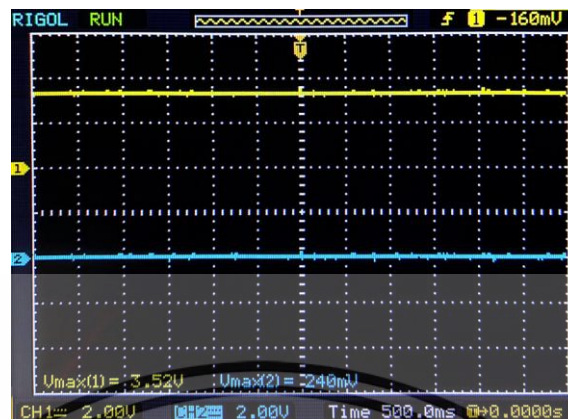 RIGOL RUN T f 1 -160mV
T
1
2
Vmax(1)= 3.52V Vmax(2)= 240mV
CH1 2.00V CH2 2.00V Time 500.0ms T→0.0000s